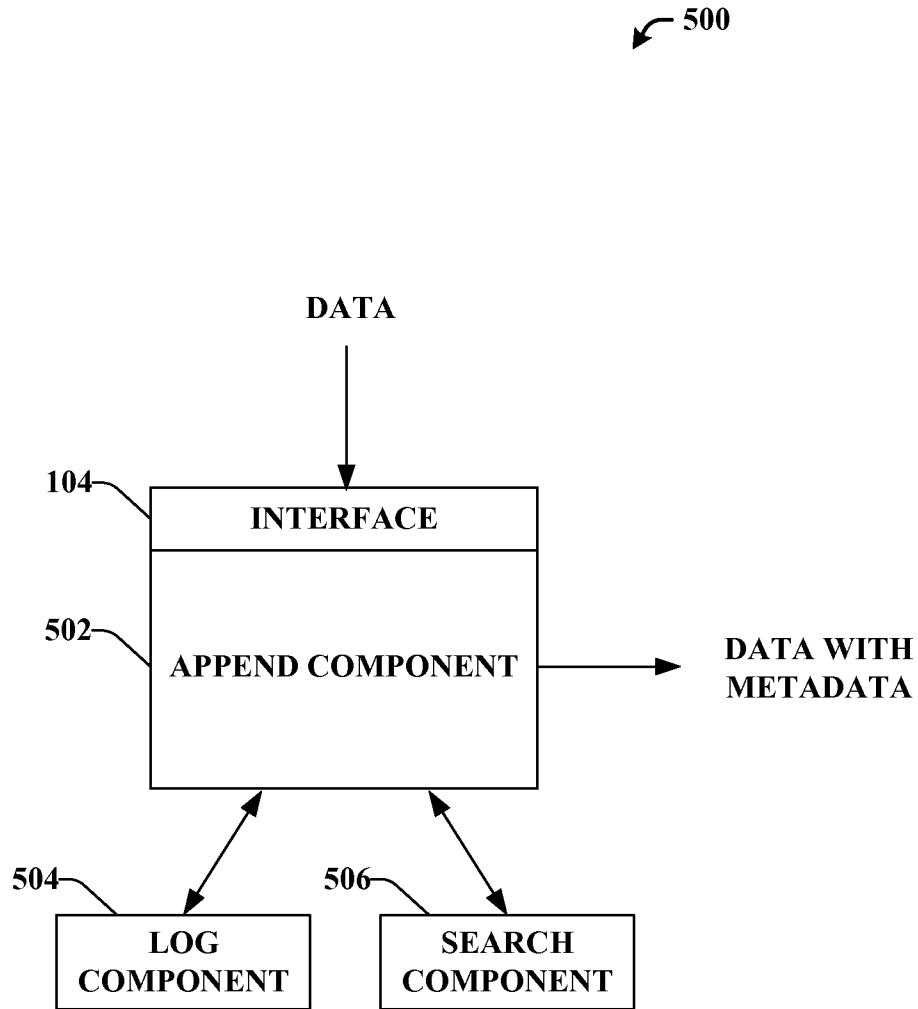 500
DATA
104
INTERFACE
502
APPEND COMPONENT
DATA WITH
METADATA
504
506
LOG
COMPONENT
SEARCH
COMPONENT